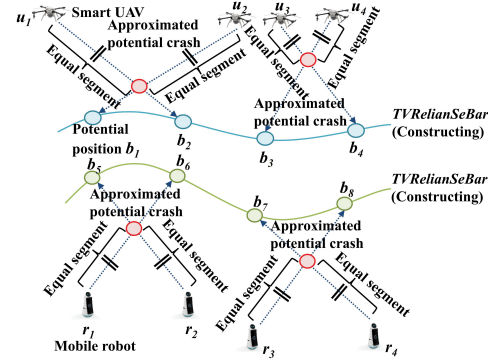 u1
Smart UAV
Approximated
potential crash
u2
u3
u4
Equal segment
Equal segment
Equal segment
Equal segment
Approximated
potential crash
TVRelianSeBar
(Constructing)
Potential
position b1
b2
b3
b4
b5
b6
TVRelianSeBar
(Constructing)
Approximated
potential crash
b7
b8
Approximated
potential crash
Equal segment
Equal segment
Equal segment
Equal segment
r1
r2
r3
r4
Mobile robot